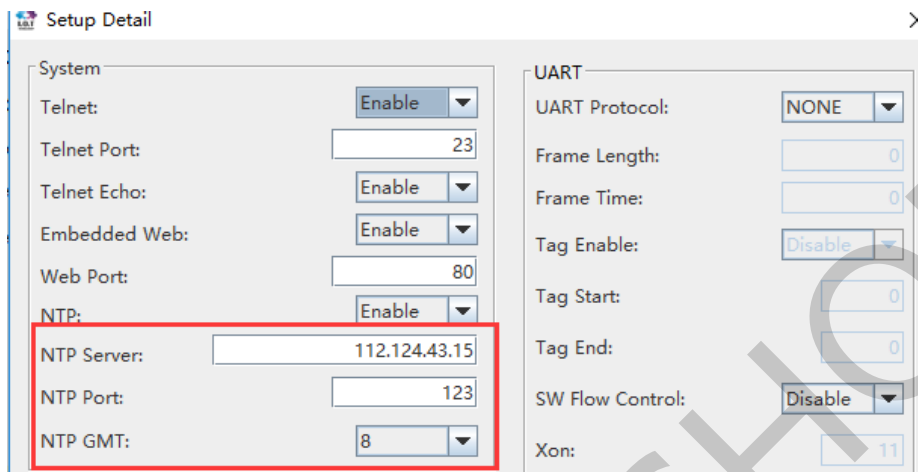 Setup Detail
System
Telnet: Enable
Telnet Port: 23
Telnet Echo: Enable
Embedded Web: Enable
Web Port: 80
NTP: Enable
NTP Server: 112.124.43.15
NTP Port: 123
NTP GMT: 8
UART
UART Protocol: NONE
Frame Length: 0
Frame Time: 0
Tag Enable: Disable
Tag Start: 0
Tag End: 0
SW Flow Control: Disable
Xon: 11